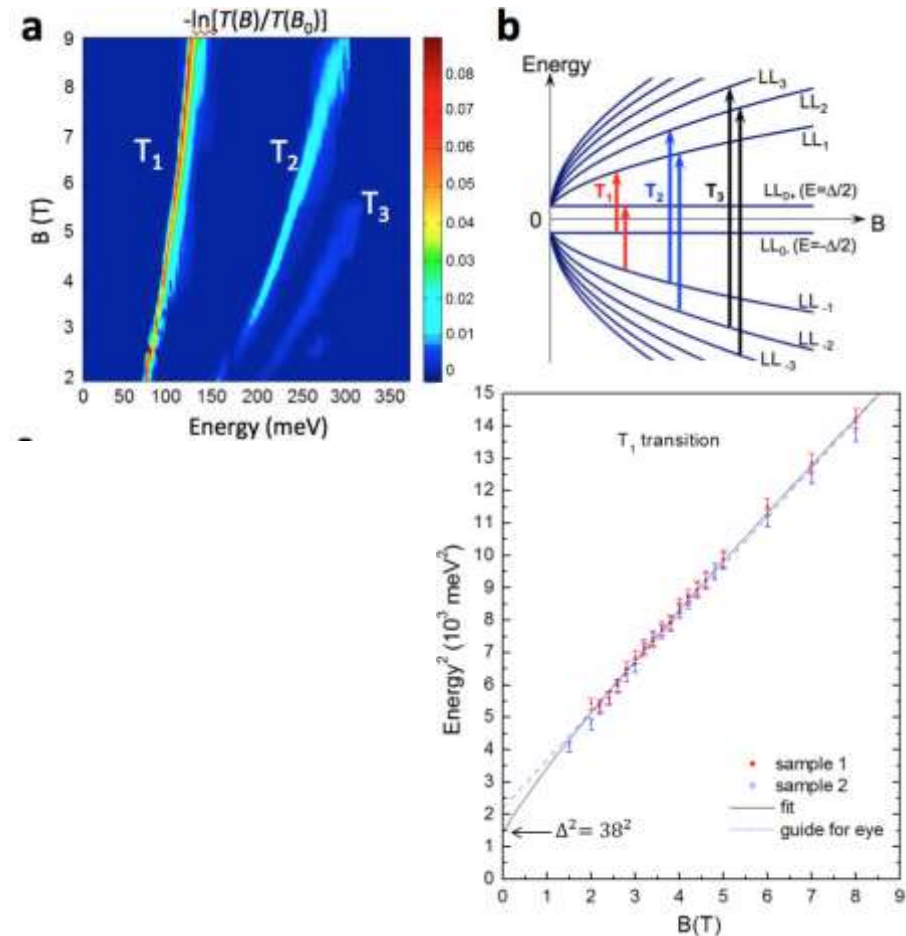 a
-ln[T(B)/T(B₀)]
B (T)
9
8
7
6
5
4
3
2
0 50 100 150 200 250 300 350
Energy (meV)
T₁
T₂
T₃
0.08
0.07
0.06
0.05
0.04
0.03
0.02
0.01
0
b
Energy
LL₃
LL₂
LL₁
T₁
T₂
T₃
LL₀₊ (E=Δ/2)
0
B
LL₀₋ (E=-Δ/2)
LL₋₁
LL₋₂
LL₋₃
T₁ transition
Energy² (10³ meV²)
15
14
13
12
11
10
9
8
7
6
5
4
3
2
1
0
Δ² = 38²
sample 1
sample 2
fit
guide for eye
0 1 2 3 4 5 6 7 8 9
B(T)